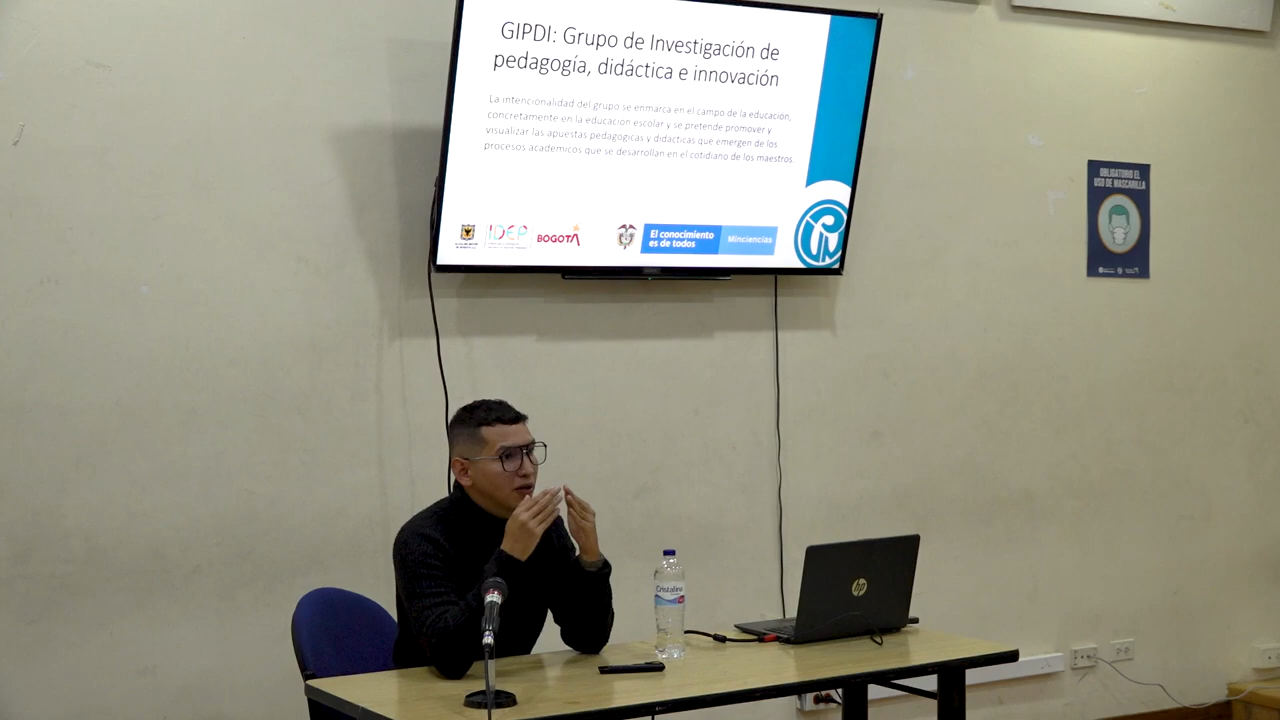 GIPDI: Grupo de Investigación de
pedagogía, didáctica e innovación
La intencionalidad del grupo se enmarca en el campo de la educación,
concretamente en la educación escolar y se pretende promover y
visualizar las apuestas pedagógicas y didácticas que emergen de los
procesos académicos que se desarrollan en el cotidiano de los maestros.
IDEP
BOGOTÁ
El conocimiento
es de todos
Minciencias
OBLIGATORIO EL
USO DE MASCARILLA
Cristalina
hp